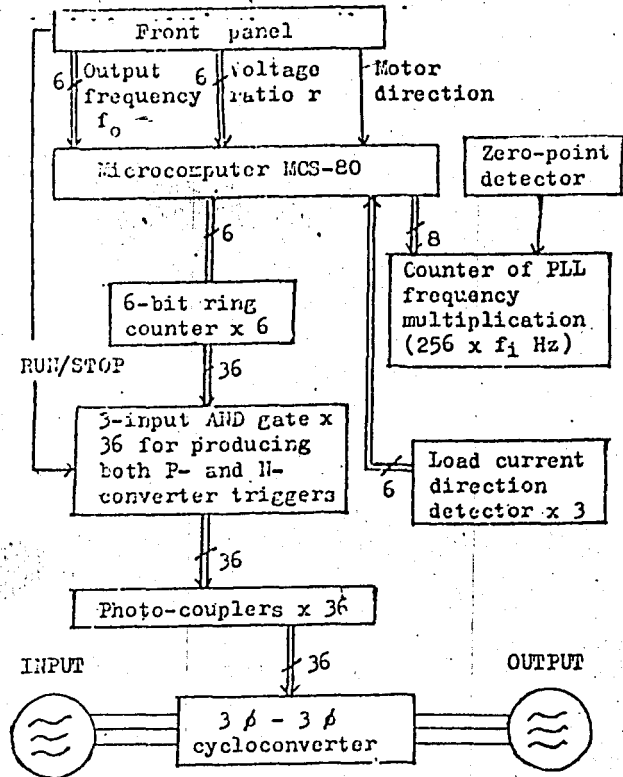 Front panel
6
Output
frequency
f₀
6
Voltage
ratio r
Motor
direction
Microcomputer MCS-80
Zero-point
detector
6
8
6-bit ring
counter x 6
Counter of PLL
frequency
multiplication
(256 x fi Hz)
RUN/STOP
36
3-input AND gate x
36 for producing
both P- and N-
converter triggers
6
Load current
direction
detector x 3
36
Photo-couplers x 36
36
INPUT
OUTPUT
3 ø - 3 ø
cycloconverter